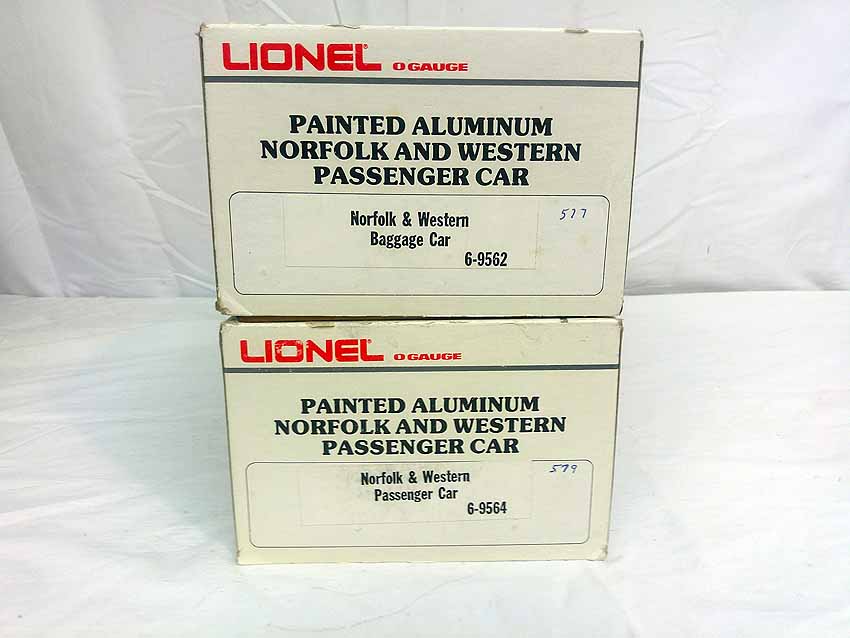 LIONEL O GAUGE
PAINTED ALUMINUM
NORFOLK AND WESTERN
PASSENGER CAR
Norfolk & Western 577
Baggage Car
6-9562
LIONEL O GAUGE
PAINTED ALUMINUM
NORFOLK AND WESTERN
PASSENGER CAR
Norfolk & Western 579
Passenger Car
6-9564